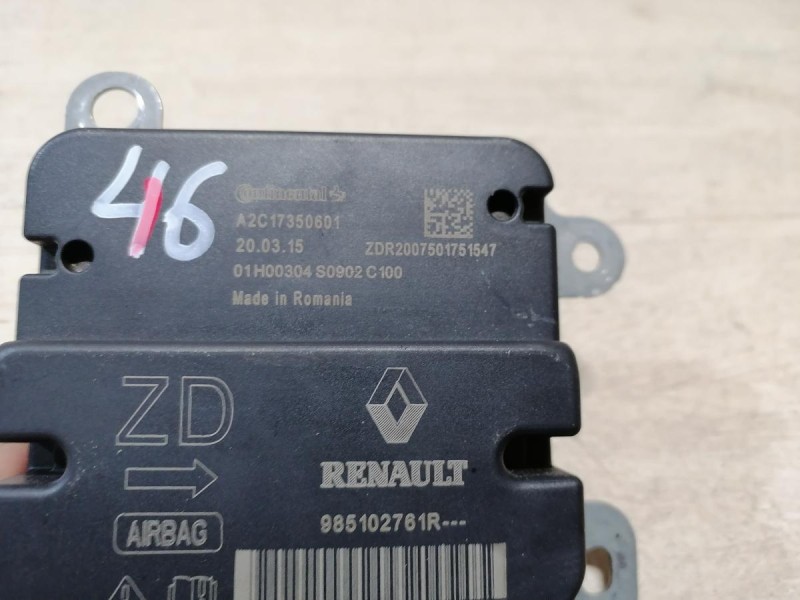 46
Continental
A2C17350601
20.03.15
ZDR2007501751547
01H00304 S0902 C100
Made in Romania
ZD
RENAULT
985102761R---
AIRBAG